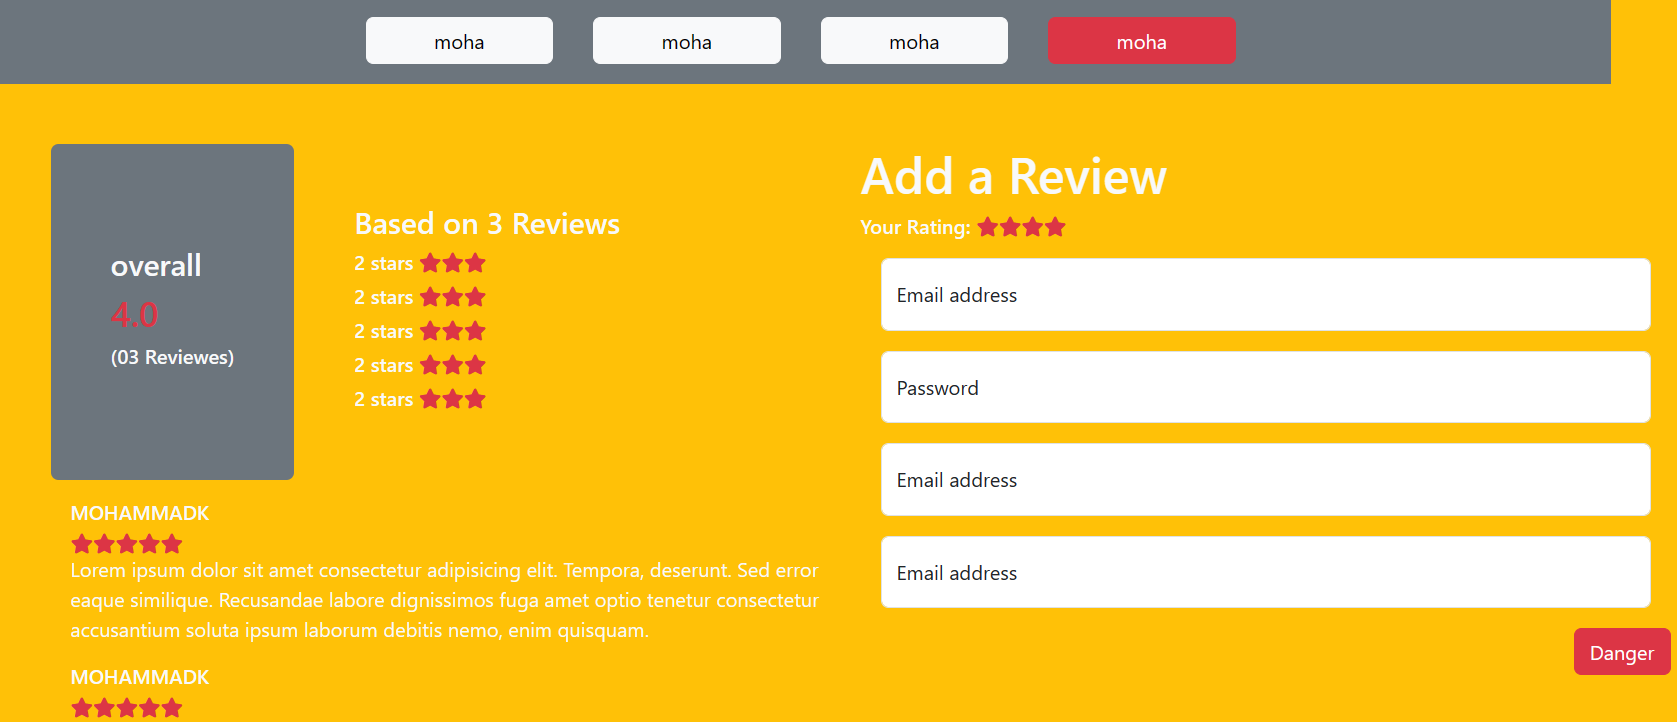 moha
moha
moha
moha
overall
4.0
(03 Reviewes)
Based on 3 Reviews
2 stars
2 stars
2 stars
2 stars
2 stars
MOHAMMADK
Lorem ipsum dolor sit amet consectetur adipisicing elit. Tempora, deserunt. Sed error
eaque similique. Recusandae labore dignissimos fuga amet optio tenetur consectetur
accusantium soluta ipsum laborum debitis nemo, enim quisquam.
MOHAMMADK
Add a Review
Your Rating:
Email address
Password
Email address
Email address
Danger